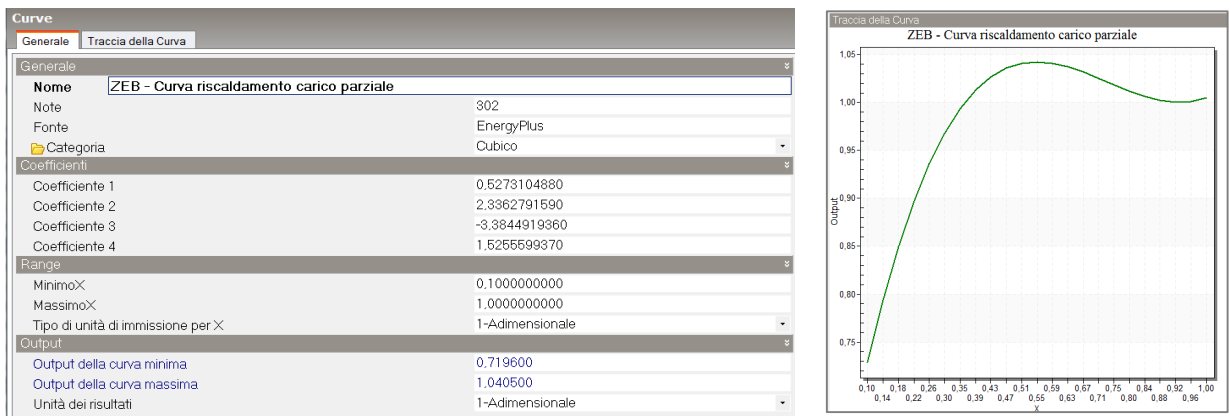 Curve
Generale Traccia della Curva
Generale
Nome ZEB - Curva riscaldamento carico parziale
Note 302
Fonte EnergyPlus
Categoria Cubico
Coefficienti
Coefficiente 1 0,5273104880
Coefficiente 2 2,3362791590
Coefficiente 3 -3,3844919360
Coefficiente 4 1,5255599370
Range
MinimoX 0,1000000000
MassimoX 1,0000000000
Tipo di unità di immissione per X 1-Adimensionale
Output
Output della curva minima 0,719600
Output della curva massima 1,040500
Unità dei risultati 1-Adimensionale
Traccia della Curva
ZEB - Curva riscaldamento carico parziale
1,05
1,00
0,95
0,90
0,85
0,80
0,75
Output
0,10 0,18 0,26 0,35 0,43 0,51 0,59 0,67 0,75 0,84 0,92 1,00
0,14 0,22 0,30 0,39 0,47 0,55 0,63 0,71 0,80 0,88 0,96
X